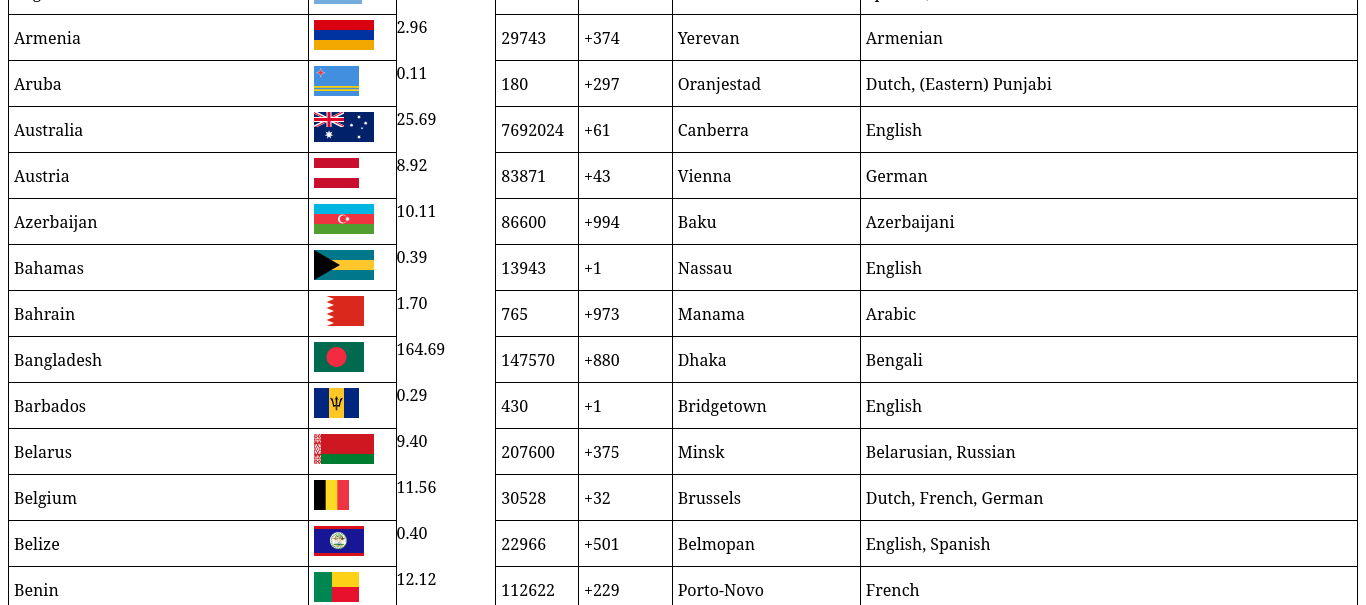 Armenia 2.96 29743 +374 Yerevan Armenian
Aruba 0.11 180 +297 Oranjestad Dutch, (Eastern) Punjabi
Australia 25.69 7692024 +61 Canberra English
Austria 8.92 83871 +43 Vienna German
Azerbaijan 10.11 86600 +994 Baku Azerbaijani
Bahamas 0.39 13943 +1 Nassau English
Bahrain 1.70 765 +973 Manama Arabic
Bangladesh 164.69 147570 +880 Dhaka Bengali
Barbados 0.29 430 +1 Bridgetown English
Belarus 9.40 207600 +375 Minsk Belarusian, Russian
Belgium 11.56 30528 +32 Brussels Dutch, French, German
Belize 0.40 22966 +501 Belmopan English, Spanish
Benin 12.12 112622 +229 Porto-Novo French